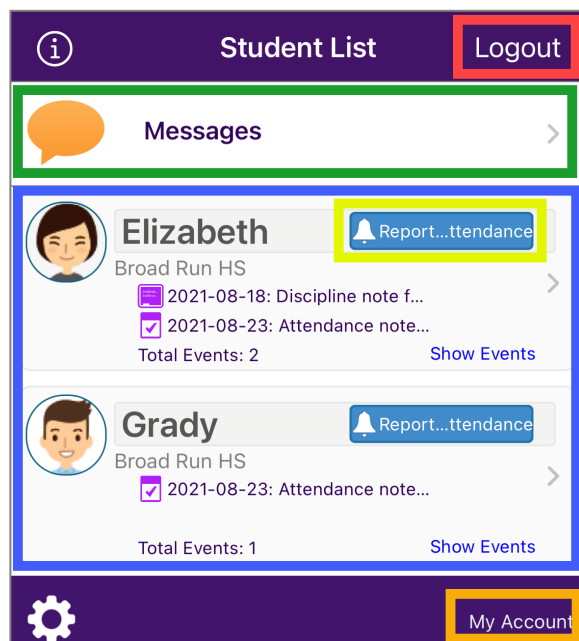 Student List
Logout
Messages
Elizabeth
Report...ttendance
Broad Run HS
2021-08-18: Discipline note f...
2021-08-23: Attendance note...
Total Events: 2
Show Events
Grady
Report...ttendance
Broad Run HS
2021-08-23: Attendance note...
Total Events: 1
Show Events
My Account